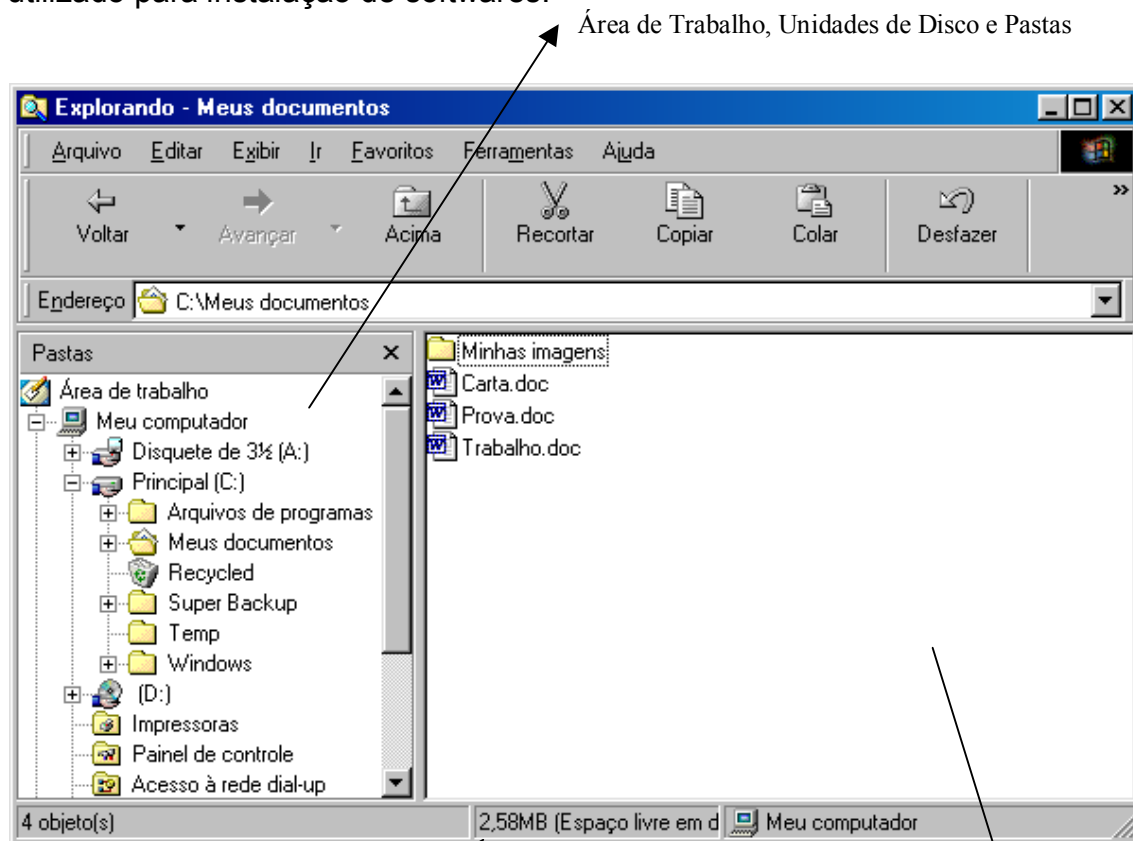 utilizado para instalação de softwares.
Área de Trabalho, Unidades de Disco e Pastas
Explorando - Meus documentos
Arquivo Editar Exibir Ir Favoritos Ferramentas Ajuda
Voltar Avançar Acima Recortar Copiar Colar Desfazer »
Endereço C:\Meus documentos
Pastas
Área de trabalho
Meu computador
Disquete de 3½ (A:)
Principal (C:)
Arquivos de programas
Meus documentos
Recycled
Super Backup
Temp
Windows
(D:)
Impressoras
Painel de controle
Acesso à rede dial-up
Minhas imagens
Carta.doc
Prova.doc
Trabalho.doc
4 objeto(s) 2,58MB (Espaço livre em d Meu computador